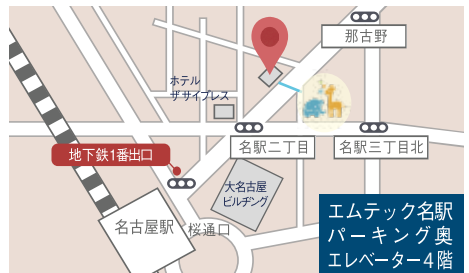 那古野
ホテル
ザ サイプレス
名駅二丁目
名駅三丁目北
地下鉄1番出口
大名古屋
ビルヂング
名古屋駅
桜通口
エムテック名駅
パーキング奥
エレベーター4階